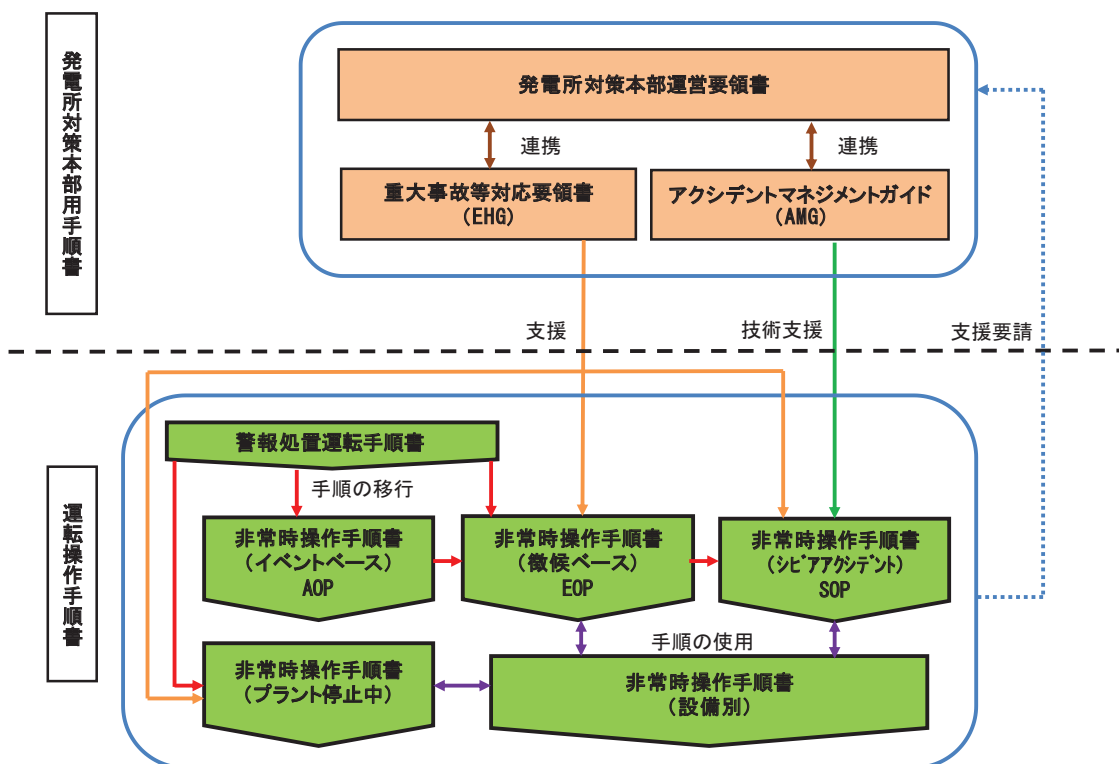 発電所対策本部用手順書
発電所対策本部運営要領書
連携
連携
重大事故等対応要領書
(EHG)
アクシデントマネジメントガイド
(AMG)
支援
技術支援
支援要請
運転操作手順書
警報処置運転手順書
手順の移行
非常時操作手順書
(イベントベース)
AOP
非常時操作手順書
(徴候ベース)
EOP
非常時操作手順書
(シビアアクシデント)
SOP
手順の使用
非常時操作手順書
(プラント停止中)
非常時操作手順書
(設備別)